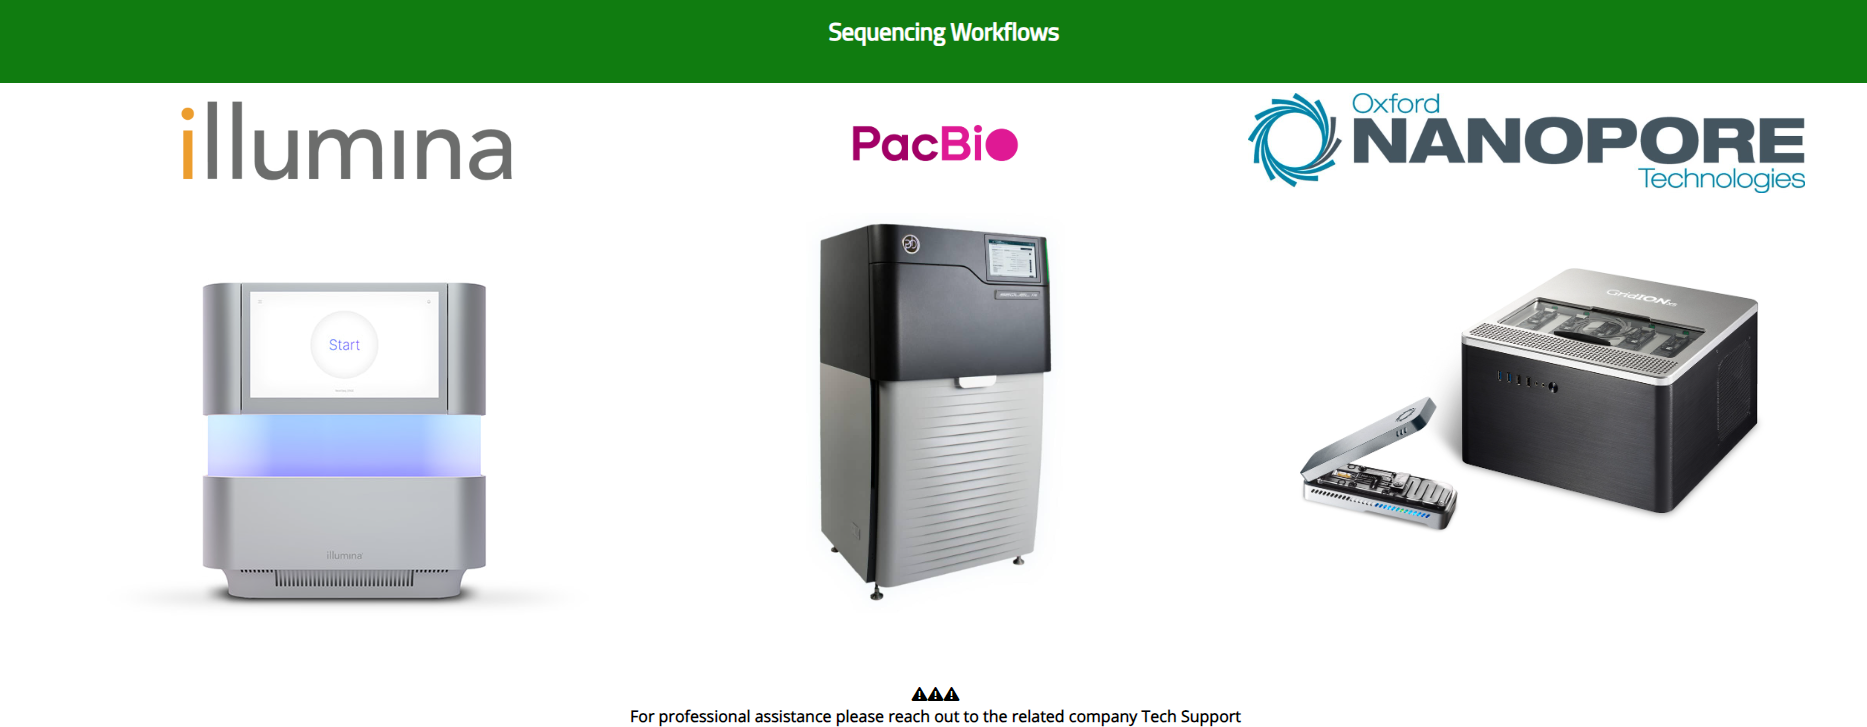 Sequencing Workflows
illumina
PacBio
Oxford
NANOPORE
Technologies
Start
illumina
GridION
For professional assistance please reach out to the related company Tech Support